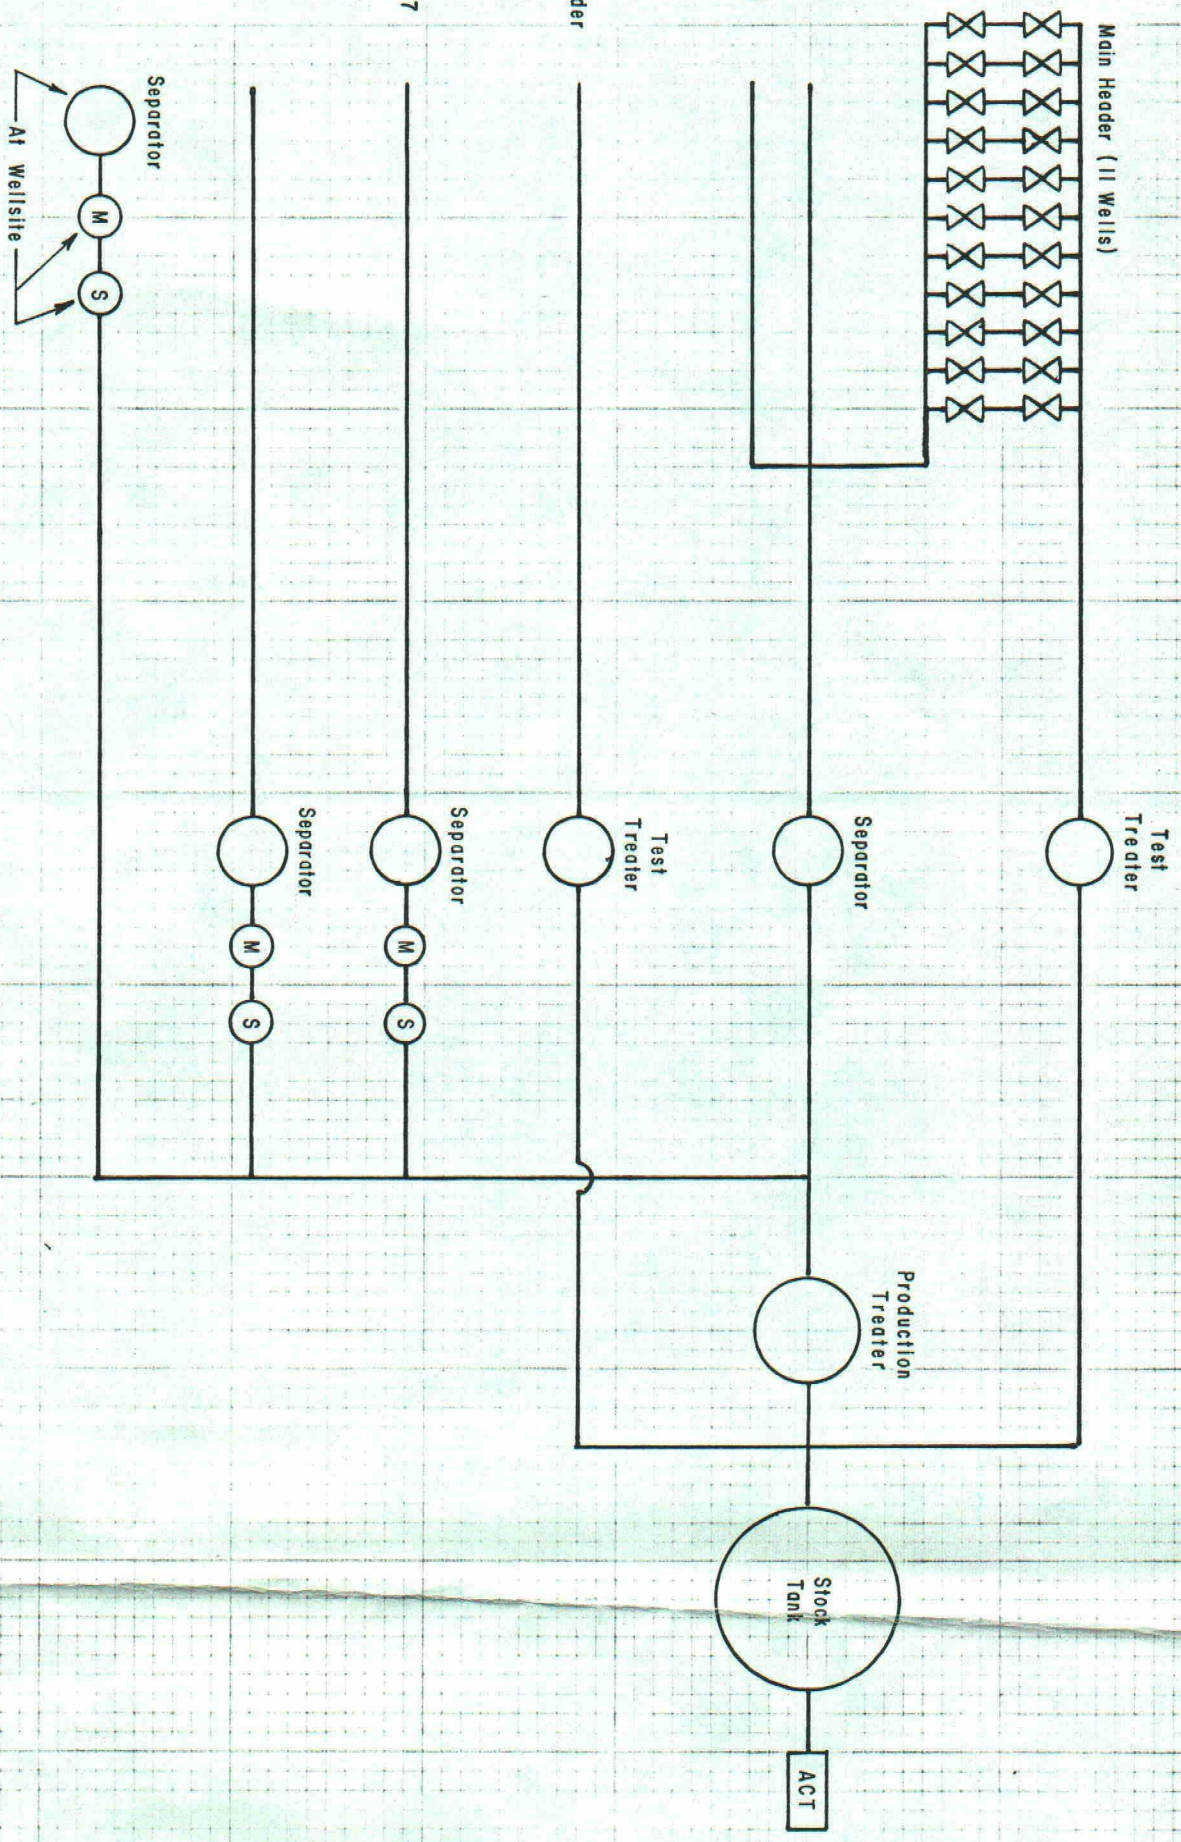 Main Header (11 Wells)
Test
Treater
Separator
Production
Treater
Stock
Tank
ACT
Test
Treater
Separator
M
S
7
Separator
M
S
Separator
M
S
At Wellsite